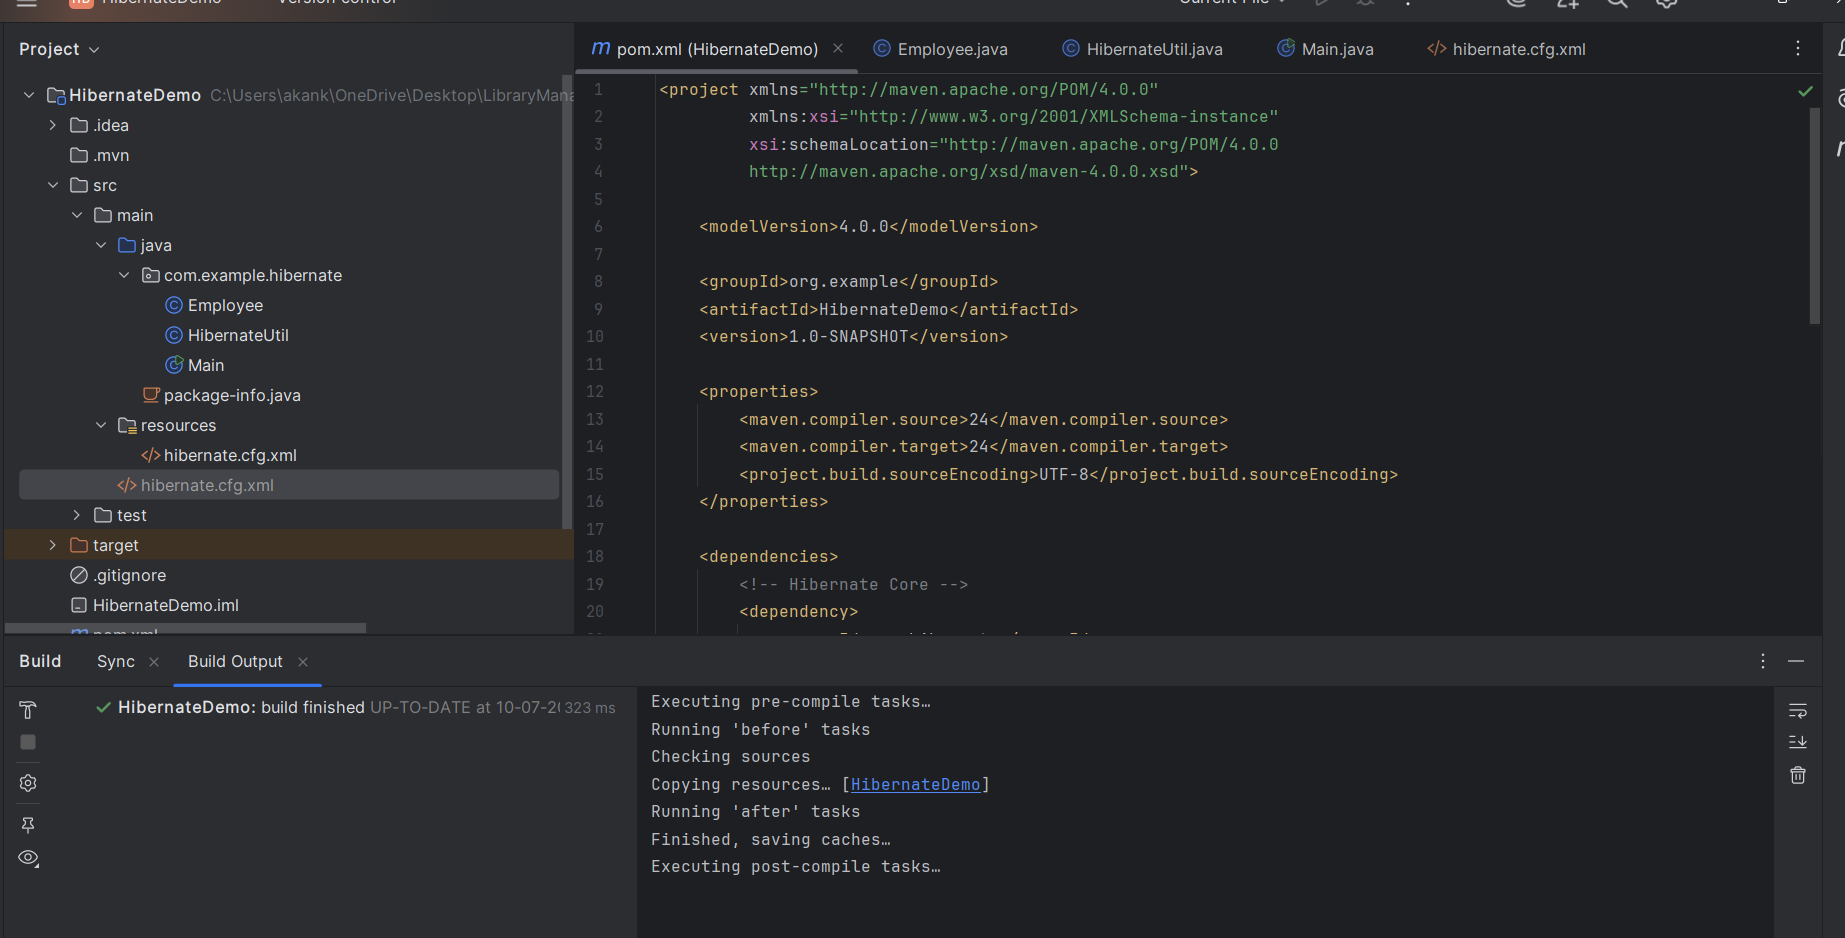 HibernateDemo Version control Current File
Project
HibernateDemo C:\Users\akank\OneDrive\Desktop\LibraryMana
.idea
.mvn
src
main
java
com.example.hibernate
Employee
HibernateUtil
Main
package-info.java
resources
hibernate.cfg.xml
hibernate.cfg.xml
test
target
.gitignore
HibernateDemo.iml
pom.xml
pom.xml (HibernateDemo) Employee.java HibernateUtil.java Main.java hibernate.cfg.xml
1 <project xmlns="http://maven.apache.org/POM/4.0.0"
2 xmlns:xsi="http://www.w3.org/2001/XMLSchema-instance"
3 xsi:schemaLocation="http://maven.apache.org/POM/4.0.0
4 http://maven.apache.org/xsd/maven-4.0.0.xsd">
5
6 <modelVersion>4.0.0</modelVersion>
7
8 <groupId>org.example</groupId>
9 <artifactId>HibernateDemo</artifactId>
10 <version>1.0-SNAPSHOT</version>
11
12 <properties>
13 <maven.compiler.source>24</maven.compiler.source>
14 <maven.compiler.target>24</maven.compiler.target>
15 <project.build.sourceEncoding>UTF-8</project.build.sourceEncoding>
16 </properties>
17
18 <dependencies>
19 <!-- Hibernate Core -->
20 <dependency>
Build Sync Build Output
HibernateDemo: build finished UP-TO-DATE at 10-07-20 323 ms
Executing pre-compile tasks…
Running 'before' tasks
Checking sources
Copying resources… [HibernateDemo]
Running 'after' tasks
Finished, saving caches…
Executing post-compile tasks…